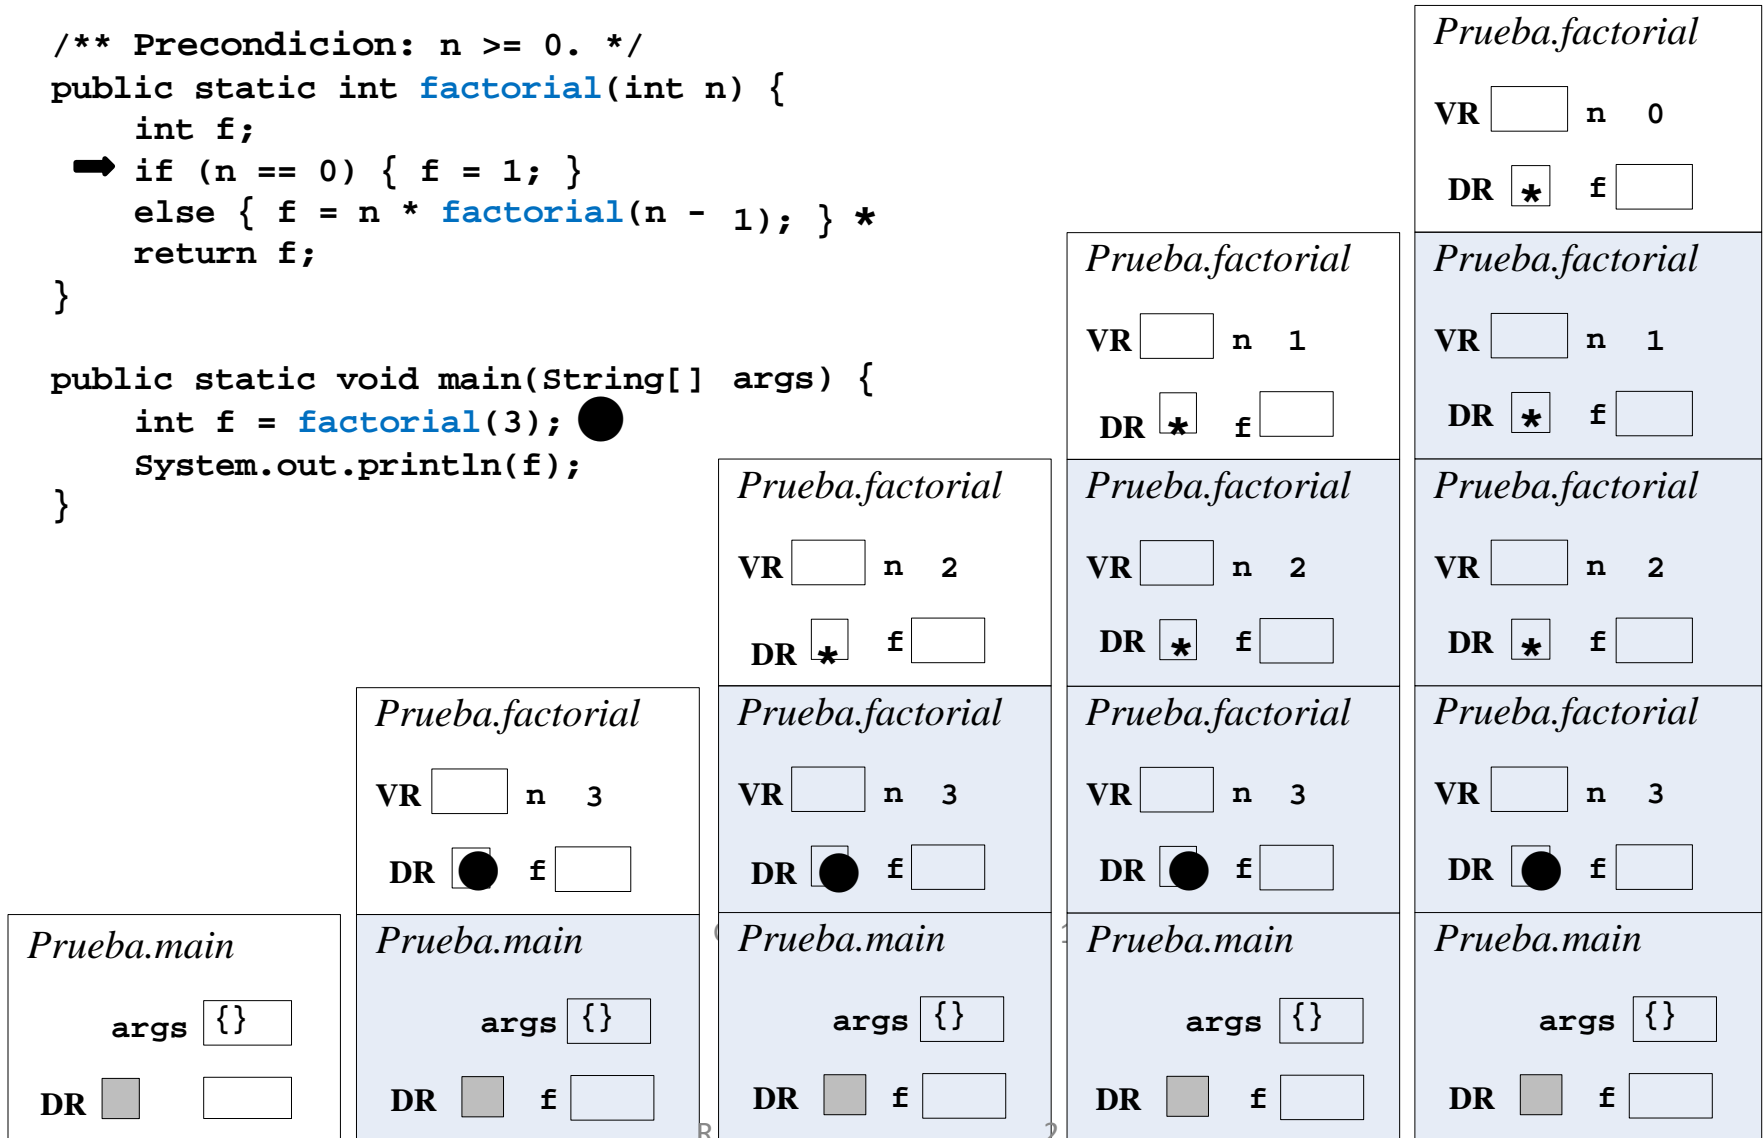 /** Precondicion: n >= 0. */
public static int factorial(int n) {
int f;
if (n == 0) { f = 1; }
else { f = n * factorial(n - 1); } *
return f;
}
public static void main(String[] args) {
int f = factorial(3);
System.out.println(f);
}
Prueba.main
args {}
DR
Prueba.factorial
VR n 3
DR f
Prueba.main
args {}
DR f
Prueba.factorial
VR n 2
DR * f
Prueba.factorial
VR n 3
DR f
Prueba.main
args {}
DR f
Prueba.factorial
VR n 1
DR * f
Prueba.factorial
VR n 2
DR * f
Prueba.factorial
VR n 3
DR f
Prueba.main
args {}
DR f
Prueba.factorial
VR n 0
DR * f
Prueba.factorial
VR n 1
DR * f
Prueba.factorial
VR n 2
DR * f
Prueba.factorial
VR n 3
DR f
Prueba.main
args {}
DR f